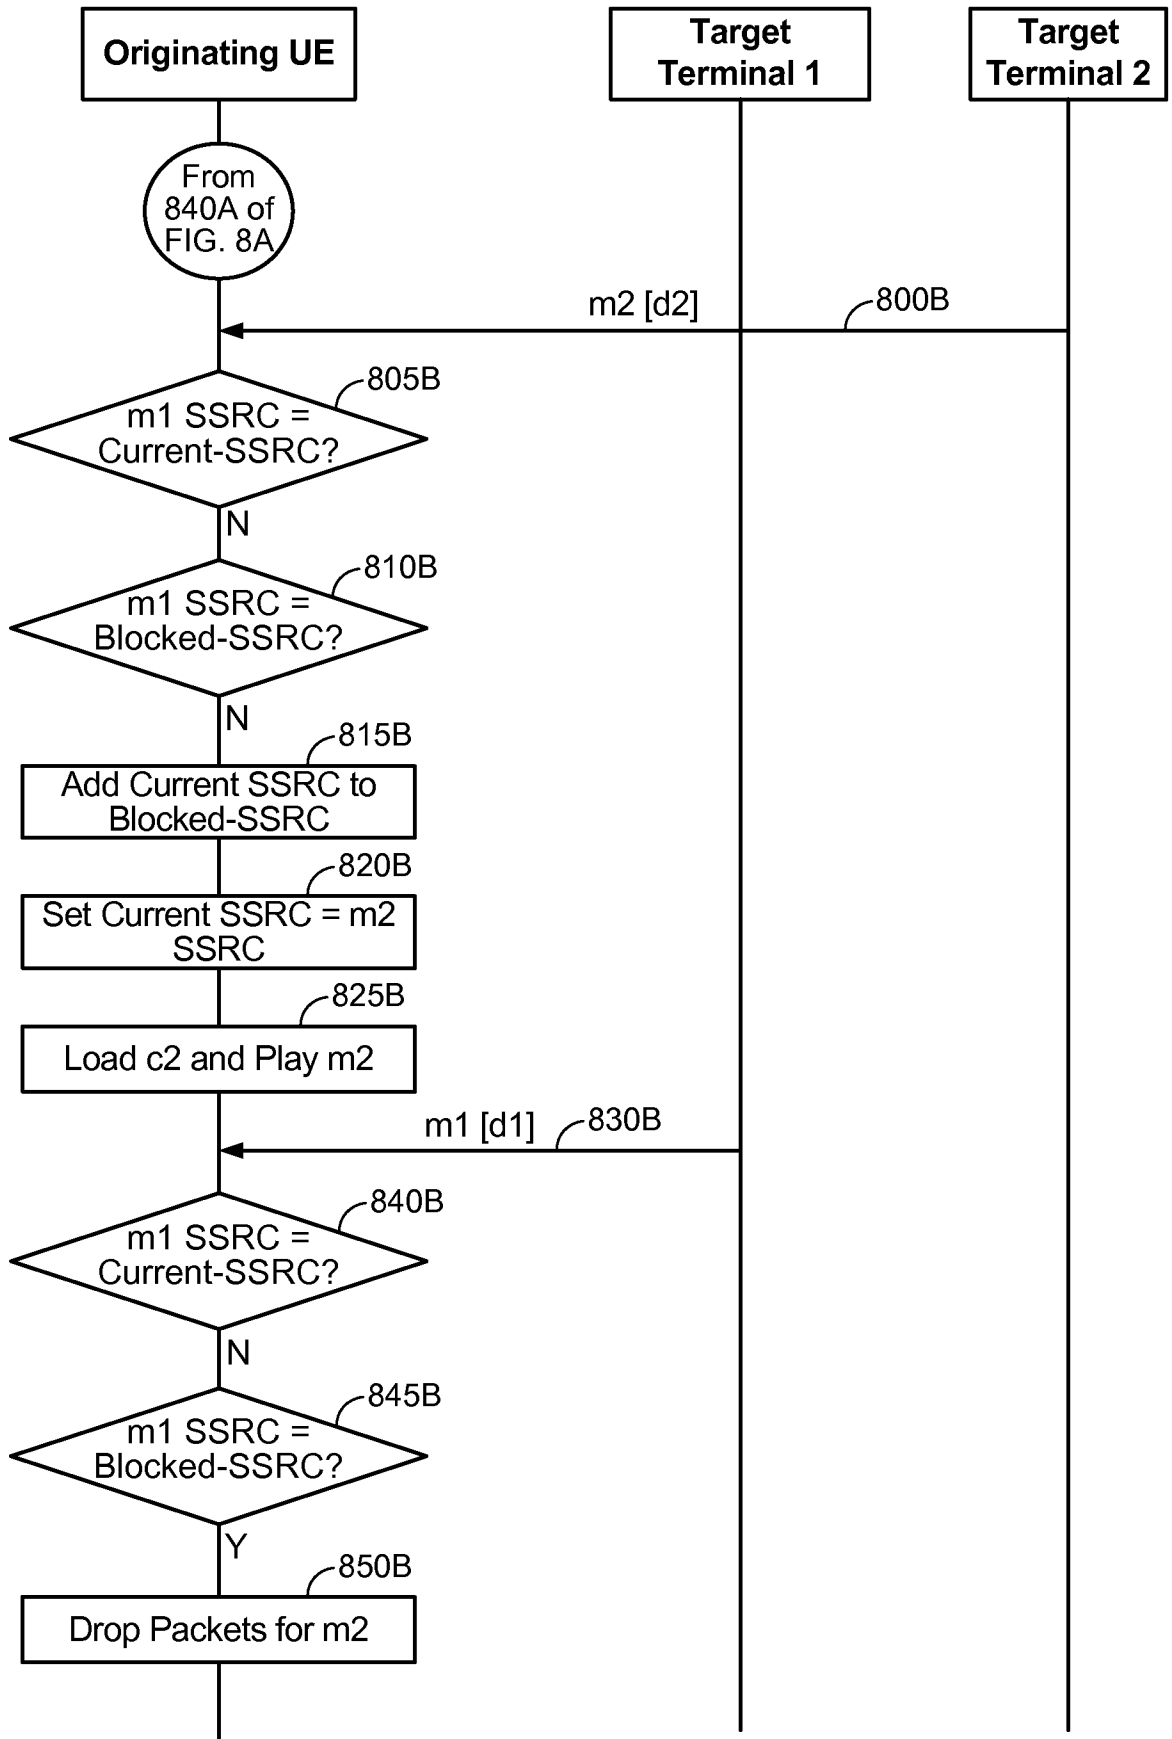 Originating UE
Target
Terminal 1
Target
Terminal 2
From
840A of
FIG. 8A
m2 [d2]
800B
805B
m1 SSRC =
Current-SSRC?
N
810B
m1 SSRC =
Blocked-SSRC?
N
815B
Add Current SSRC to
Blocked-SSRC
820B
Set Current SSRC = m2
SSRC
825B
Load c2 and Play m2
m1 [d1]
830B
840B
m1 SSRC =
Current-SSRC?
N
845B
m1 SSRC =
Blocked-SSRC?
Y
850B
Drop Packets for m2